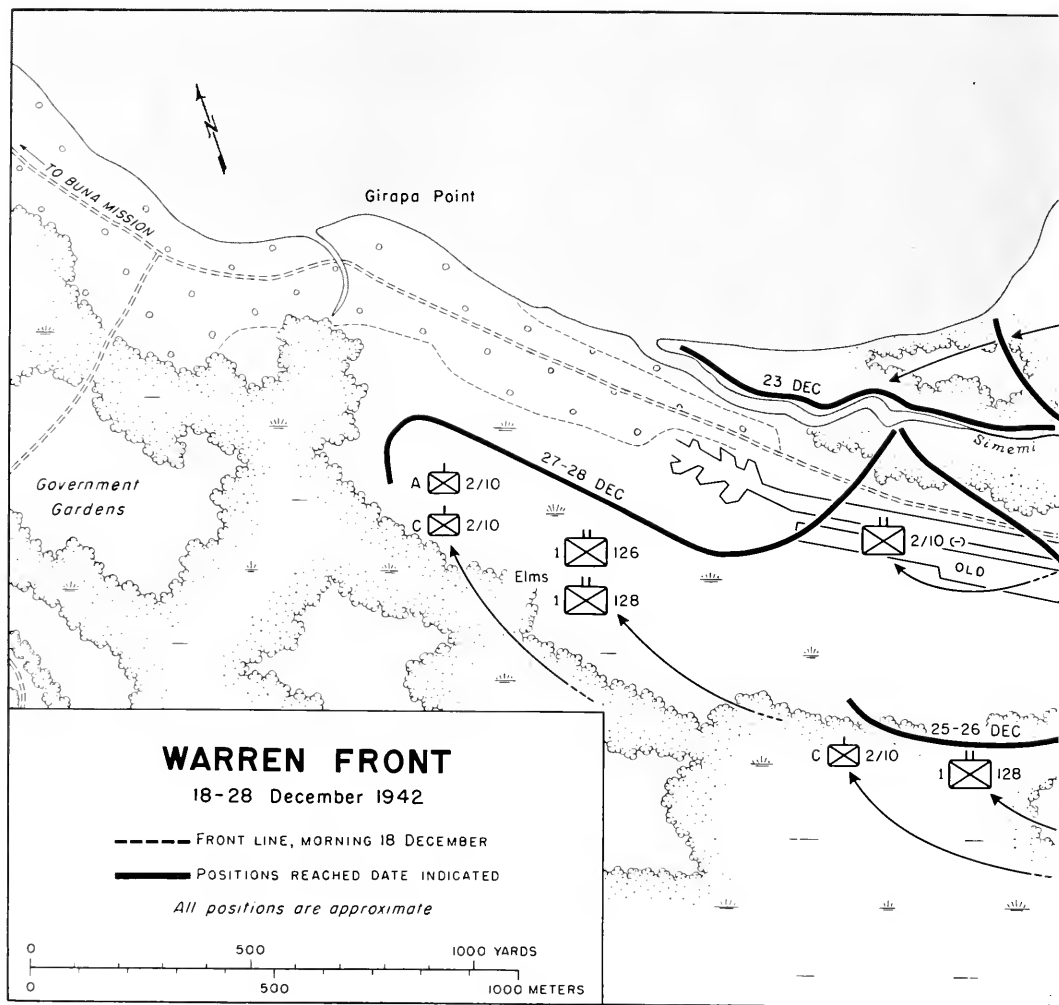 N
Girapa Point
TO BUNA MISSION
23 DEC
Simemi
Government
Gardens
27-28 DEC
A 2/10
C 2/10
1 126
Elms
1 128
2/10 (-)
OLD
25-26 DEC
C 2/10
1 128
WARREN FRONT
18-28 December 1942
FRONT LINE, MORNING 18 DECEMBER
POSITIONS REACHED DATE INDICATED
All positions are approximate
0 500 1000 YARDS
0 500 1000 METERS